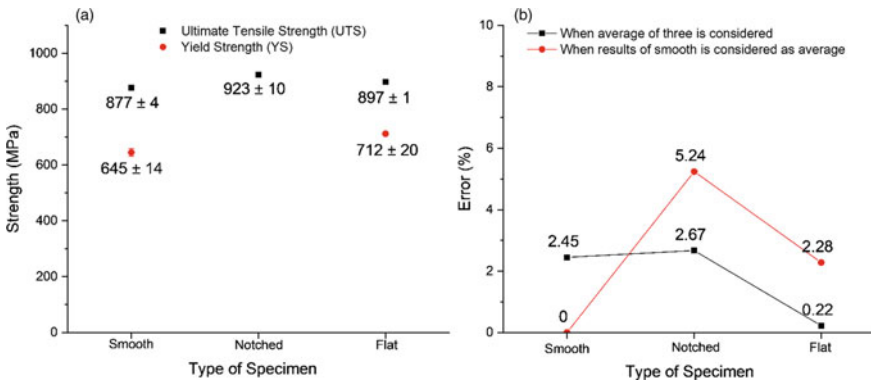 (a)
Ultimate Tensile Strength (UTS)
Yield Strength (YS)
1000
800
600
400
200
0
Strength (MPa)
877 ± 4
923 ± 10
897 ± 1
645 ± 14
712 ± 20
Smooth
Notched
Flat
Type of Specimen
(b)
When average of three is considered
When results of smooth is considered as average
10
8
6
4
2
0
Error (%)
2.45
0
5.24
2.67
2.28
0.22
Smooth
Notched
Flat
Type of Specimen